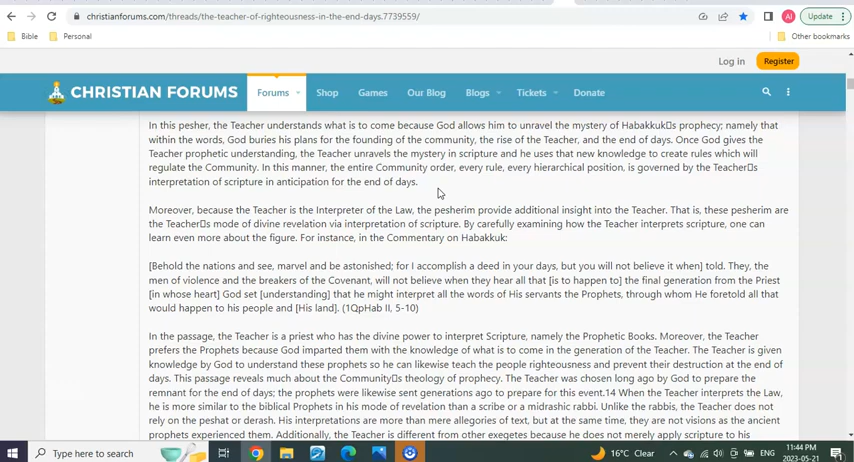 christianforums.com/threads/the-teacher-of-righteousness-in-the-end-days.7739559/
AI
Update
Bible
Personal
Other bookmarks
Log in
Register
CHRISTIAN FORUMS
Forums
Shop
Games
Our Blog
Blogs
Tickets
Donate
In this pesher, the Teacher understands what is to come because God allows him to unravel the mystery of Habakkuk▯s prophecy; namely that
within the words, God buries his plans for the founding of the community, the rise of the Teacher, and the end of days. Once God gives the
Teacher prophetic understanding, the Teacher unravels the mystery in scripture and he uses that new knowledge to create rules which will
regulate the Community. In this manner, the entire Community order, every rule, every hierarchical position, is governed by the Teacher▯s
interpretation of scripture in anticipation for the end of days.
Moreover, because the Teacher is the Interpreter of the Law, the pesherim provide additional insight into the Teacher. That is, these pesherim are
the Teacher▯s mode of divine revelation via interpretation of scripture. By carefully examining how the Teacher interprets scripture, one can
learn even more about the figure. For instance, in the Commentary on Habakkuk:
[Behold the nations and see, marvel and be astonished; for I accomplish a deed in your days, but you will not believe it when] told. They, the
men of violence and the breakers of the Covenant, will not believe when they hear all that [is to happen to] the final generation from the Priest
[in whose heart] God set [understanding] that he might interpret all the words of His servants the Prophets, through whom He foretold all that
would happen to his people and [His land]. (1QpHab II, 5-10)
In the passage, the Teacher is a priest who has the divine power to interpret Scripture, namely the Prophetic Books. Moreover, the Teacher
prefers the Prophets because God imparted them with the knowledge of what is to come in the generation of the Teacher. The Teacher is given
knowledge by God to understand these prophets so he can likewise teach the people righteousness and prevent their destruction at the end of
days. This passage reveals much about the Community▯s theology of prophecy. The Teacher was chosen long ago by God to prepare the
remnant for the end of days; the prophets were likewise sent generations ago to prepare for this event.14 When the Teacher interprets the Law,
he is more similar to the biblical Prophets in his mode of revelation than a scribe or a midrashic rabbi. Unlike the rabbis, the Teacher does not
rely on the peshat or derash. His interpretations are more than mere allegories of text, but at the same time, they are not visions as the ancient
prophets experienced them. Additionally, the Teacher is different from other exegetes because he does not merely apply scripture to his
Type here to search
16°C Clear
ENG
11:44 PM
2023-05-21